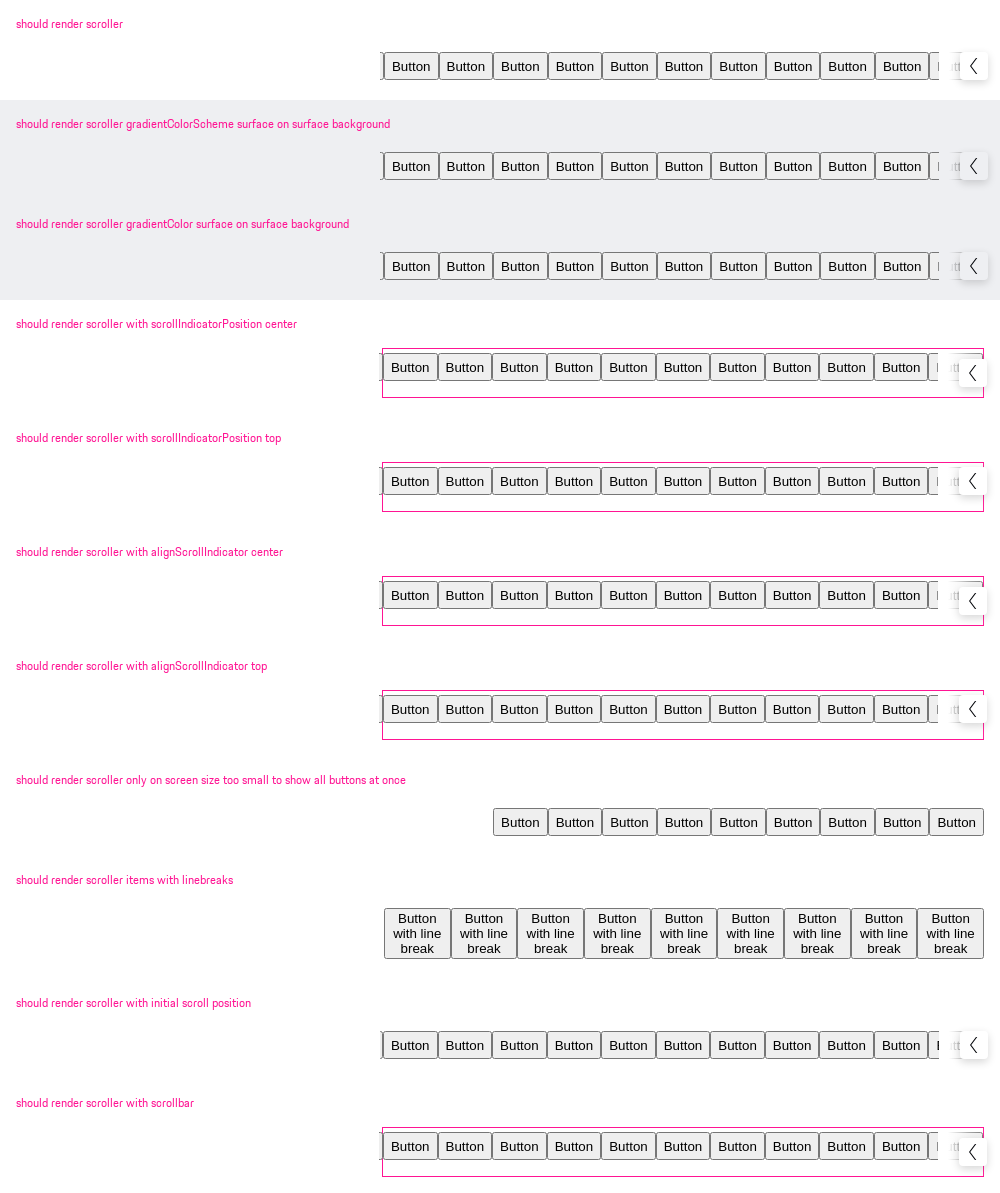 should render scroller
Button Button Button Button Button Button Button Button Button Button
should render scroller gradientColorScheme surface on surface background
Button Button Button Button Button Button Button Button Button Button
should render scroller gradientColor surface on surface background
Button Button Button Button Button Button Button Button Button Button
should render scroller with scrollIndicatorPosition center
Button Button Button Button Button Button Button Button Button Button
should render scroller with scrollIndicatorPosition top
Button Button Button Button Button Button Button Button Button Button
should render scroller with alignScrollIndicator center
Button Button Button Button Button Button Button Button Button Button
should render scroller with alignScrollIndicator top
Button Button Button Button Button Button Button Button Button Button
should render scroller only on screen size too small to show all buttons at once
Button Button Button Button Button Button Button Button Button
should render scroller items with linebreaks
Button Button Button Button Button Button Button Button Button
with line with line with line with line with line with line with line with line with line
break break break break break break break break break
should render scroller with initial scroll position
Button Button Button Button Button Button Button Button Button Button
should render scroller with scrollbar
Button Button Button Button Button Button Button Button Button Button